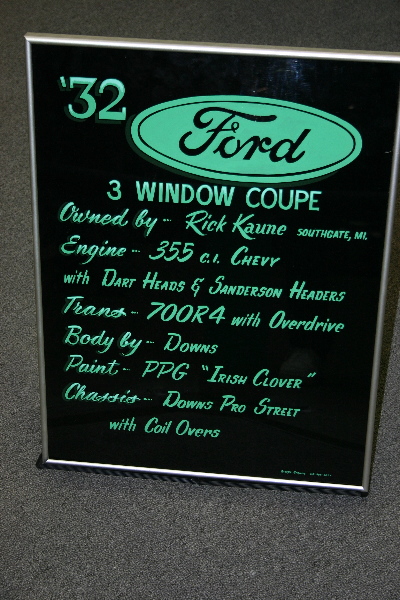 '32 Ford
3 WINDOW COUPE
Owned by - Rick Kaune SOUTHGATE, MI.
Engine - 355 C.I. CHEVY
with DART HEADS & SANDERSON HEADERS
Trans - 700R4 with Overdrive
Body by - DOWNS
Paint - PPG "IRISH CLOVER"
Chassis - DOWNS PRO STREET
with Coil Overs